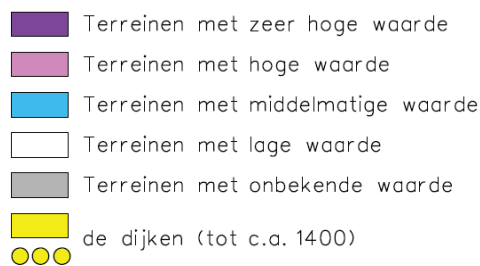 Terreinen met zeer hoge waarde
Terreinen met hoge waarde
Terreinen met middelmatige waarde
Terreinen met lage waarde
Terreinen met onbekende waarde
de dijken (tot c.a. 1400)